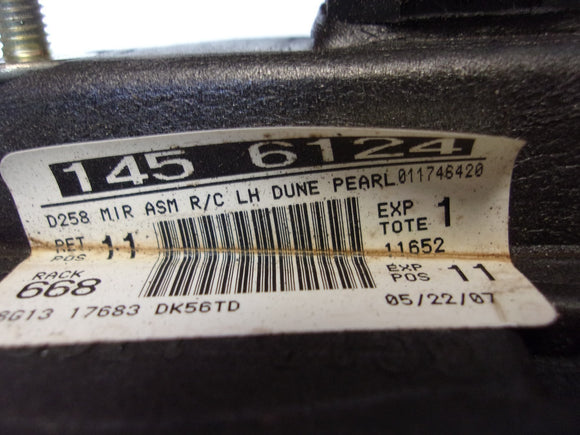 145 6124
D258 MIR ASM R/C LH DUNE PEARL 011746420
PET POS 11
EXP TOTE 1
11652
RACK 668
EXP POS 11
8G13 17683 DK56TD
05/22/07